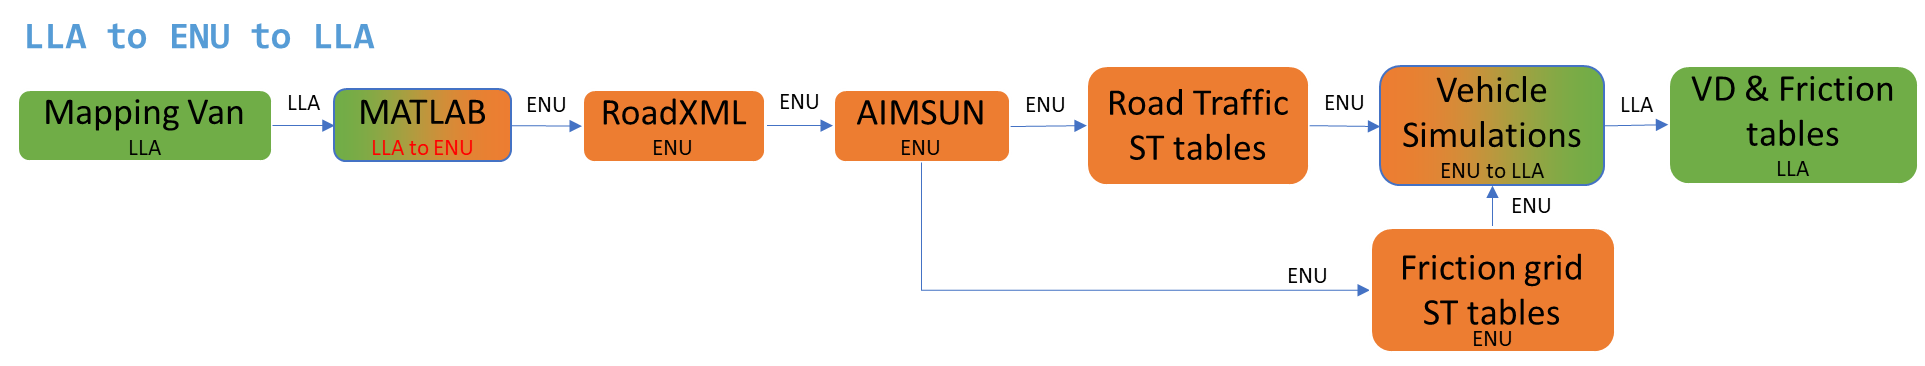 LLA to ENU to LLA
Mapping Van
LLA
LLA
MATLAB
LLA to ENU
ENU
RoadXML
ENU
ENU
AIMSUN
ENU
ENU
Road Traffic
ST tables
ENU
Vehicle
Simulations
ENU to LLA
LLA
VD & Friction
tables
LLA
ENU
ENU
Friction grid
ST tables
ENU